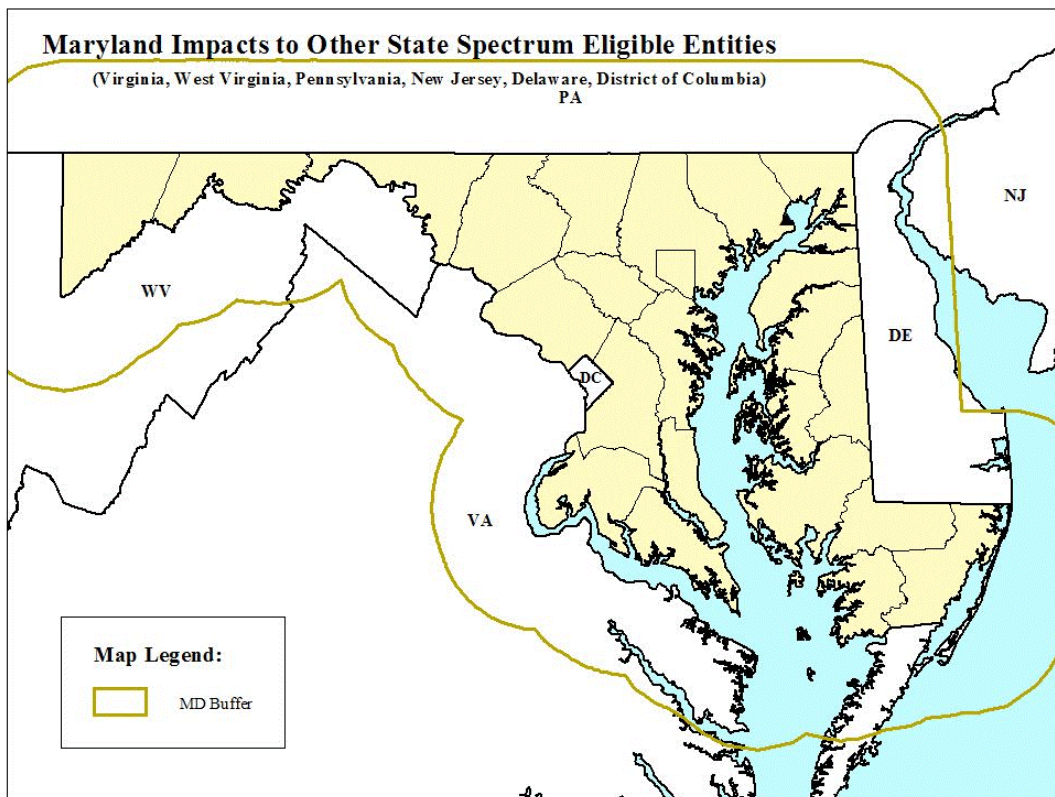 Maryland Impacts to Other State Spectrum Eligible Entities
(Virginia, West Virginia, Pennsylvania, New Jersey, Delaware, District of Columbia)
PA
NJ
WV
DE
DC
VA
Map Legend:
MD Buffer